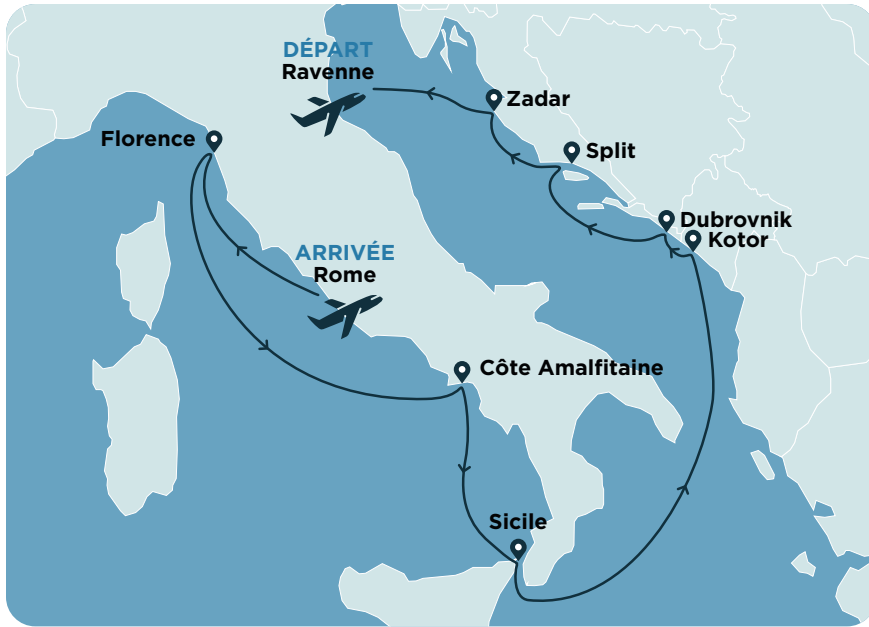 DÉPART
Ravenne
Zadar
Florence
Split
Dubrovnik
Kotor
ARRIVÉE
Rome
Côte Amalfitaine
Sicile